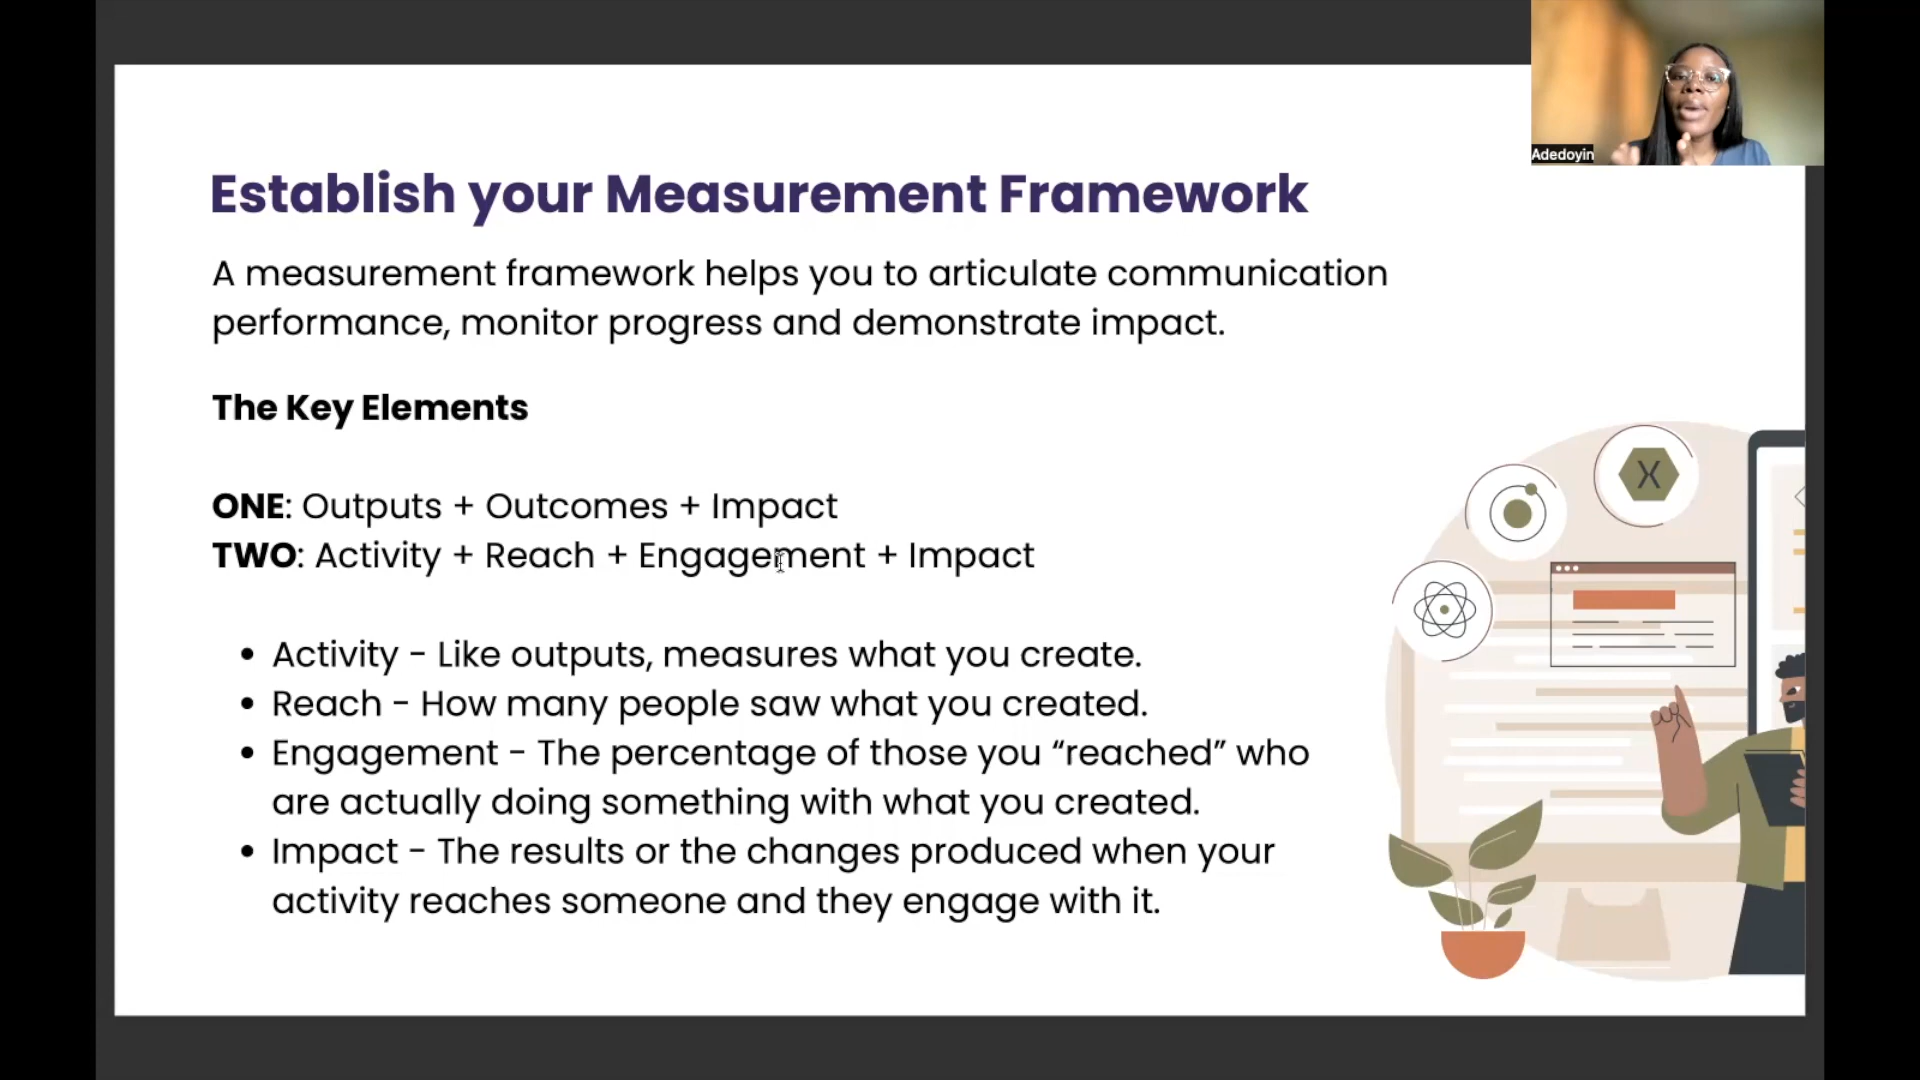 Adedoyin
Establish your Measurement Framework
A measurement framework helps you to articulate communication
performance, monitor progress and demonstrate impact.
The Key Elements
ONE: Outputs + Outcomes + Impact
TWO: Activity + Reach + Engagement + Impact
• Activity - Like outputs, measures what you create.
• Reach - How many people saw what you created.
• Engagement - The percentage of those you “reached” who
are actually doing something with what you created.
• Impact - The results or the changes produced when your
activity reaches someone and they engage with it.
X